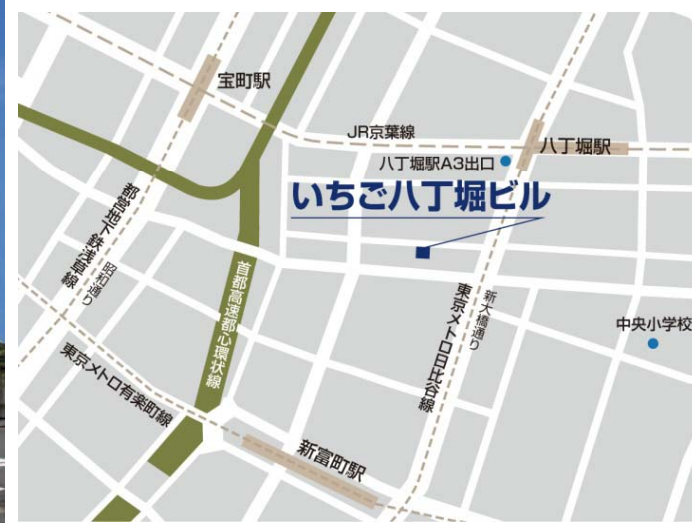 宝町駅
JR京葉線
八丁堀駅
八丁堀駅A3出口
いちご八丁堀ビル
都営地下鉄浅草線
昭和通り
首都高速都心環状線
新大橋通り
東京メトロ日比谷線
中央小学校
東京メトロ有楽町線
新富町駅